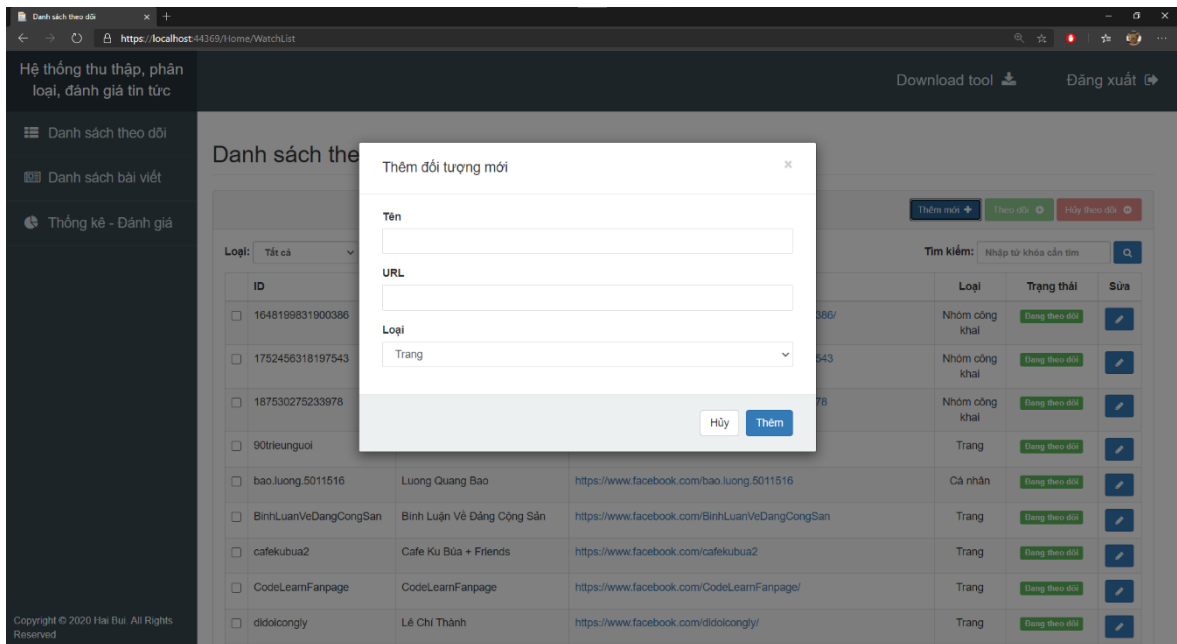 Danh sách theo dõi
https://localhost:44369/Home/WatchList
Hệ thống thu thập, phân
loại, đánh giá tin tức
Download tool
Đăng xuất
Danh sách theo dõi
Danh sách bài viết
Thống kê - Đánh giá
Danh sách the
Thêm đối tượng mới
Tên
URL
Loại
Trang
Hủy
Thêm
Thêm mới
Theo dõi
Hủy theo dõi
Loại:
Tất cả
Tìm kiếm:
Nhập từ khóa cần tìm
ID
Loại
Trạng thái
Sửa
1648199831900386
386/
Nhóm công
khai
Đang theo dõi
1752456318197543
543
Nhóm công
khai
Đang theo dõi
187530275233978
78
Nhóm công
khai
Đang theo dõi
90trieunguoi
Trang
Đang theo dõi
bao.luong.5011516
Luong Quang Bao
https://www.facebook.com/bao.luong.5011516
Cá nhân
Đang theo dõi
BinhLuanVeDangCongSan
Bình Luận Về Đảng Cộng Sản
https://www.facebook.com/BinhLuanVeDangCongSan
Trang
Đang theo dõi
cafekubua2
Cafe Ku Búa + Friends
https://www.facebook.com/cafekubua2
Trang
Đang theo dõi
CodeLearnFanpage
CodeLearnFanpage
https://www.facebook.com/CodeLearnFanpage/
Trang
Đang theo dõi
didoicongly
Lê Chí Thành
https://www.facebook.com/didoicongly/
Trang
Đang theo dõi
Copyright © 2020 Hai Bui. All Rights
Reserved